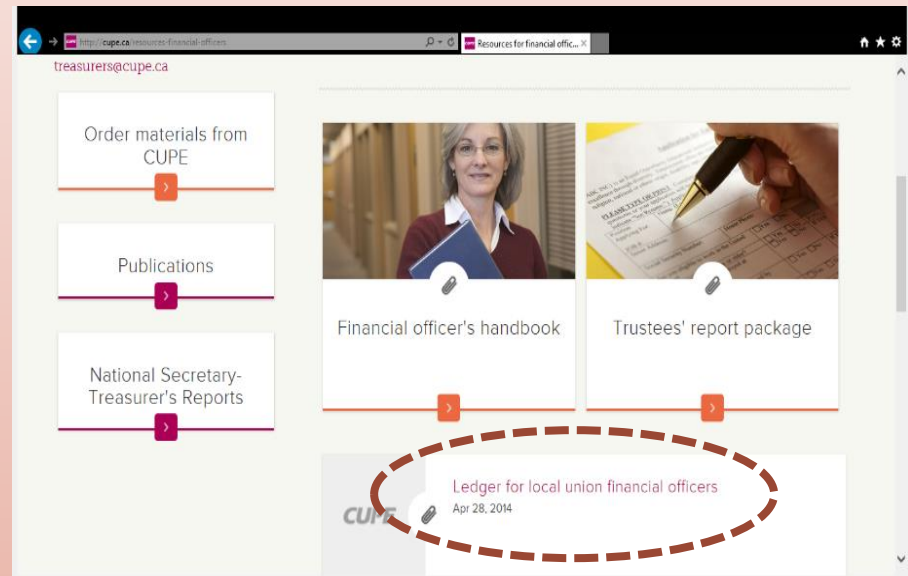 http://cupe.ca/resources-financial-officers
Resources for financial offic...
treasurers@cupe.ca
Order materials from
CUPE
Publications
National Secretary-
Treasurer's Reports
Financial officer's handbook
Trustees' report package
CUPE
Ledger for local union financial officers
Apr 28, 2014